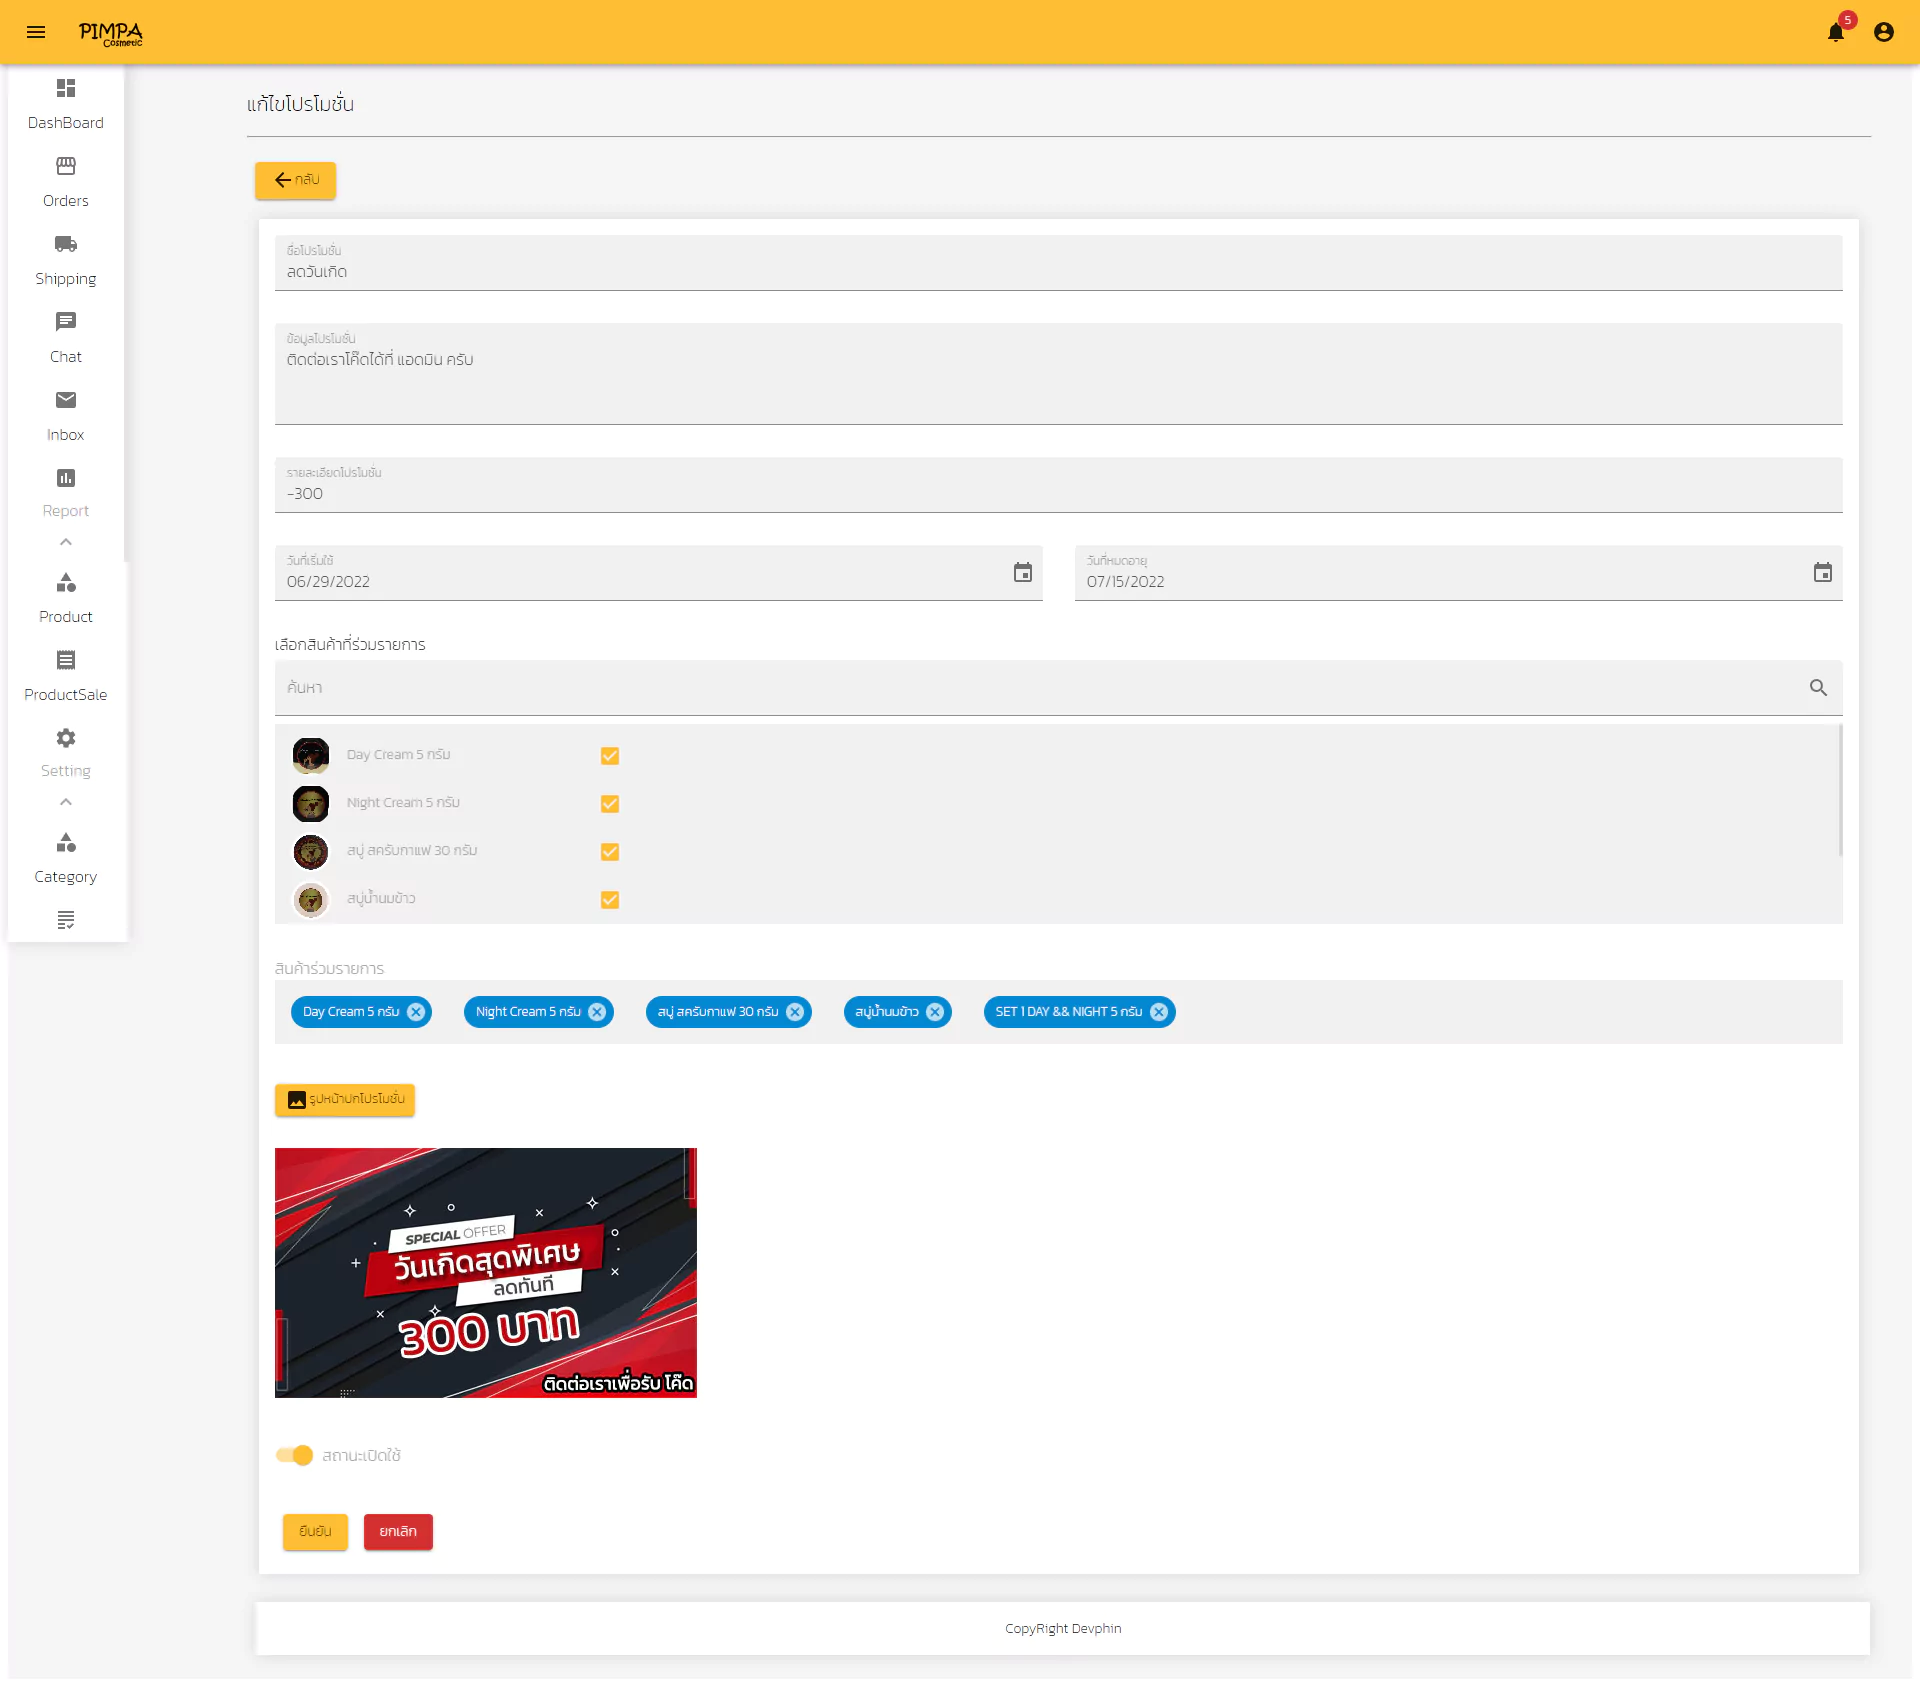 PIMPA
Cosmetic
5
DashBoard
Orders
Shipping
Chat
Inbox
Report
Product
ProductSale
Setting
Category
แก้ไขโปรโมชั่น
กลับ
ชื่อโปรโมชั่น
ลดวันเกิด
ข้อมูลโปรโมชั่น
ติดต่อเราโค๊ดได้ที่ แอดมิน ครับ
รายละเอียดโปรโมชั่น
-300
วันที่เริ่มใช้
06/29/2022
วันที่หมดอายุ
07/15/2022
เลือกสินค้าที่ร่วมรายการ
ค้นหา
Day Cream 5 กรัม
Night Cream 5 กรัม
สบู่ สครับกาแฟ 30 กรัม
สบู่น้ำนมข้าว
สินค้าร่วมรายการ
Day Cream 5 กรัม
Night Cream 5 กรัม
สบู่ สครับกาแฟ 30 กรัม
สบู่น้ำนมข้าว
SET 1 DAY && NIGHT 5 กรัม
รูปหน้าปกโปรโมชั่น
SPECIAL OFFER
วันเกิดสุดพิเศษ
ลดทันที
300 บาท
ติดต่อเราเพื่อรับ โค๊ด
สถานะเปิดใช้
ยืนยัน
ยกเลิก
CopyRight Devphin